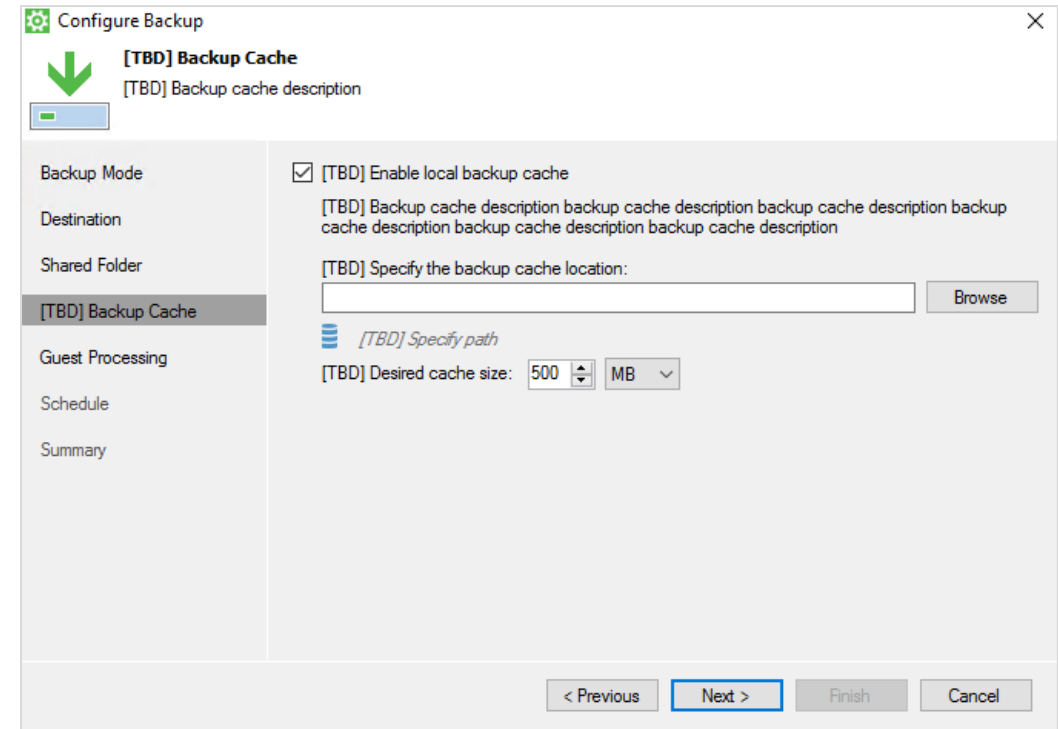 Configure Backup
[TBD] Backup Cache
[TBD] Backup cache description
Backup Mode
Destination
Shared Folder
[TBD] Backup Cache
Guest Processing
Schedule
Summary
[TBD] Enable local backup cache
[TBD] Backup cache description backup cache description backup cache description backup
cache description backup cache description backup cache description
[TBD] Specify the backup cache location:
Browse
[TBD] Specify path
[TBD] Desired cache size: 500 MB
< Previous Next > Finish Cancel